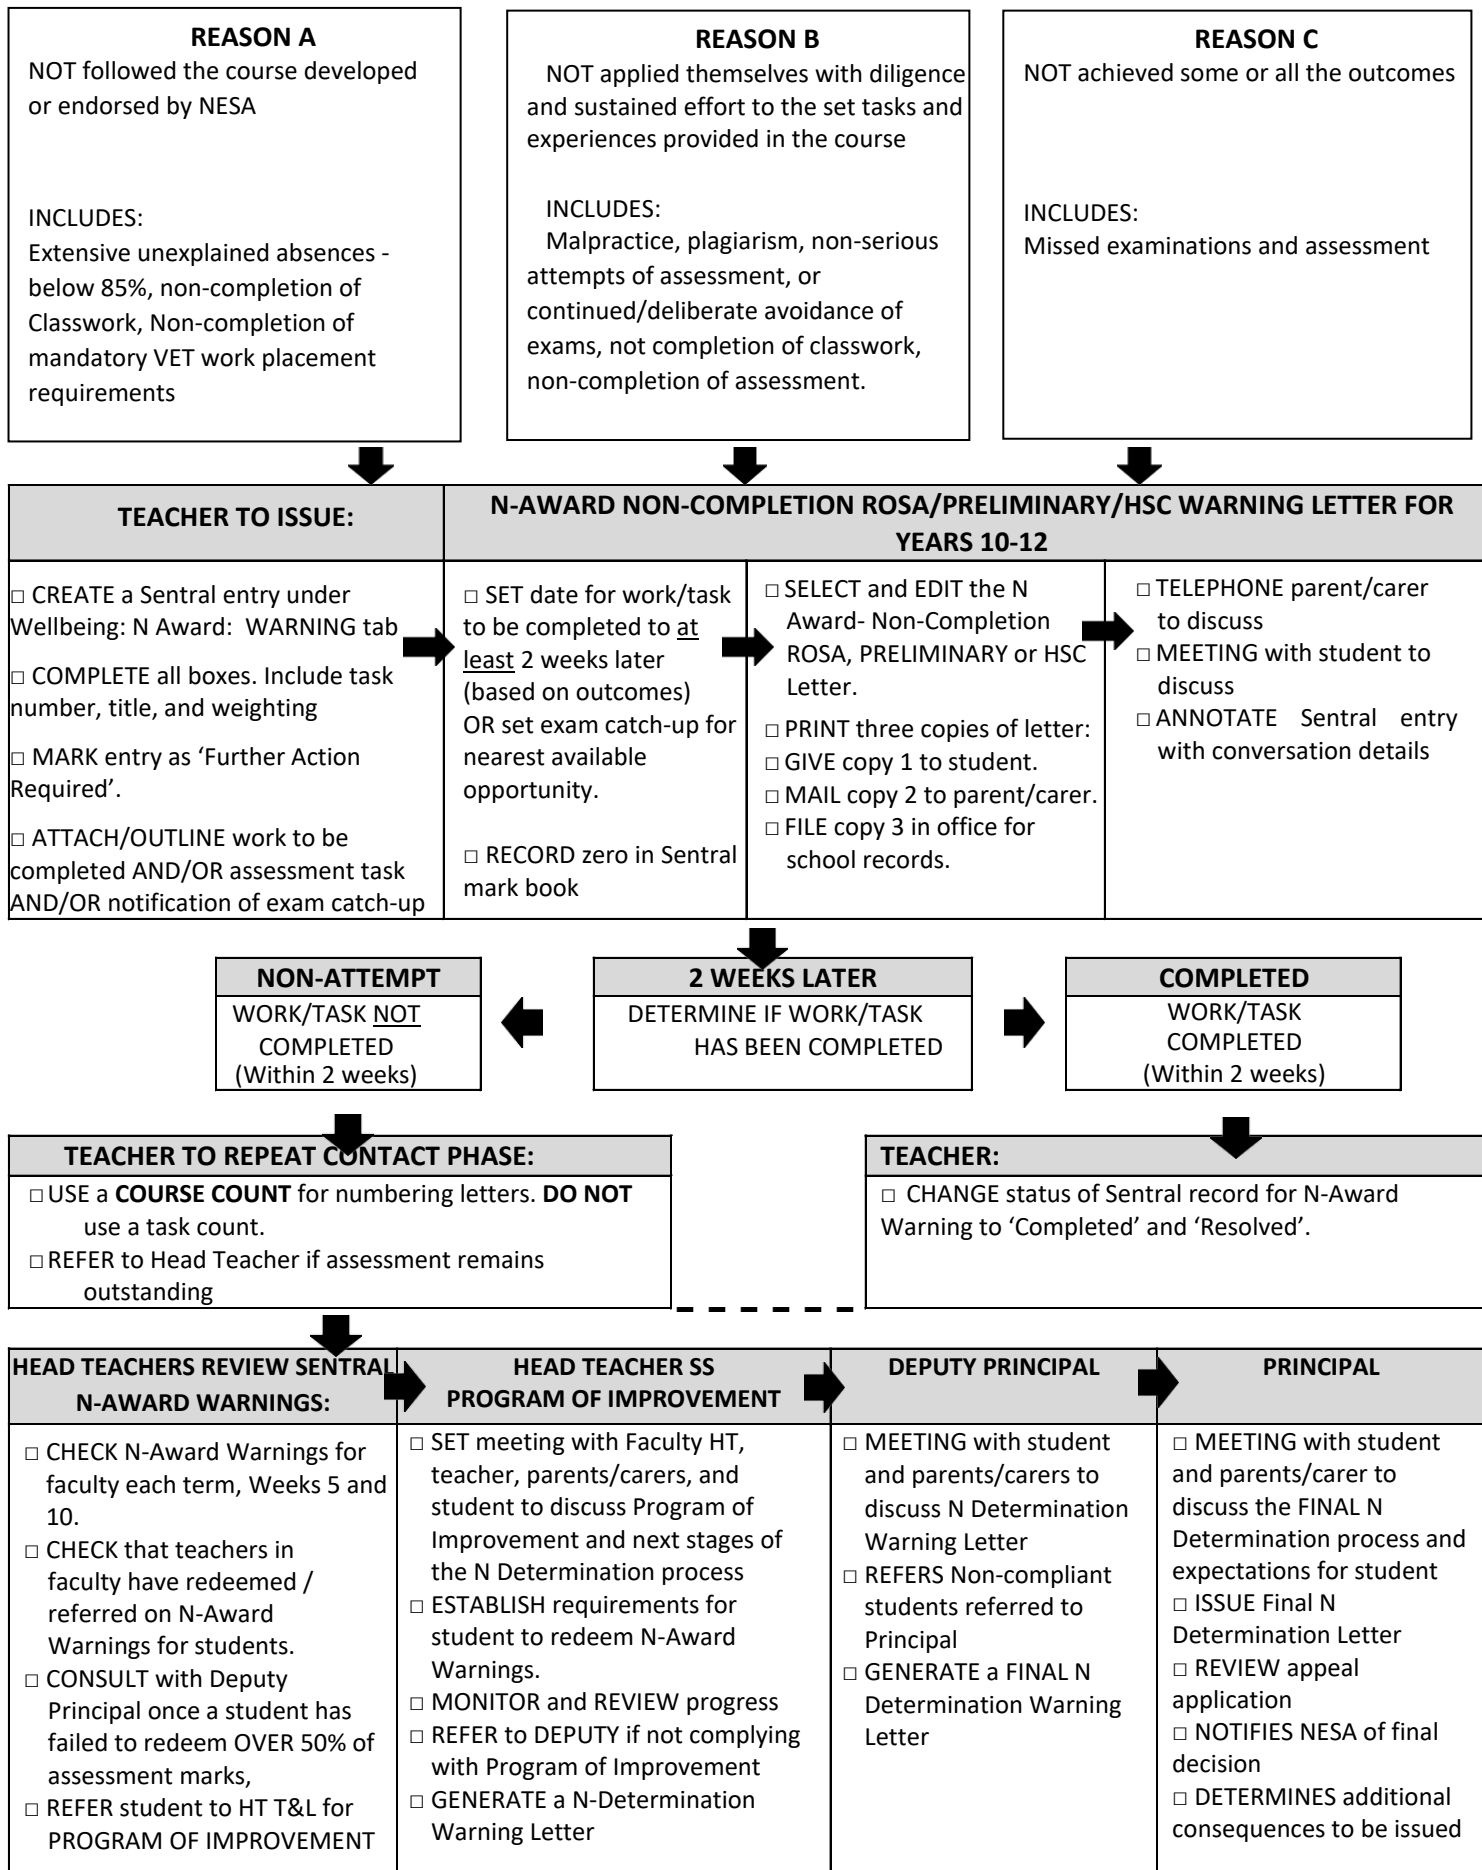 REASON A
NOT followed the course developed
or endorsed by NESA
INCLUDES:
Extensive unexplained absences -
below 85%, non-completion of
Classwork, Non-completion of
mandatory VET work placement
requirements
REASON B
NOT applied themselves with diligence
and sustained effort to the set tasks and
experiences provided in the course
INCLUDES:
Malpractice, plagiarism, non-serious
attempts of assessment, or
continued/deliberate avoidance of
exams, not completion of classwork,
non-completion of assessment.
REASON C
NOT achieved some or all the outcomes
INCLUDES:
Missed examinations and assessment
TEACHER TO ISSUE:
N-AWARD NON-COMPLETION ROSA/PRELIMINARY/HSC WARNING LETTER FOR
YEARS 10-12
□ CREATE a Sentral entry under
Wellbeing: N Award: WARNING tab
□ COMPLETE all boxes. Include task
number, title, and weighting
□ MARK entry as ‘Further Action
Required’.
□ ATTACH/OUTLINE work to be
completed AND/OR assessment task
AND/OR notification of exam catch-up
□ SET date for work/task
to be completed to at
least 2 weeks later
(based on outcomes)
OR set exam catch-up for
nearest available
opportunity.
□ RECORD zero in Sentral
mark book
□ SELECT and EDIT the N
Award- Non-Completion
ROSA, PRELIMINARY or HSC
Letter.
□ PRINT three copies of letter:
□ GIVE copy 1 to student.
□ MAIL copy 2 to parent/carer.
□ FILE copy 3 in office for
school records.
□ TELEPHONE parent/carer
to discuss
□ MEETING with student to
discuss
□ ANNOTATE Sentral entry
with conversation details
NON-ATTEMPT
WORK/TASK NOT
COMPLETED
(Within 2 weeks)
2 WEEKS LATER
DETERMINE IF WORK/TASK
HAS BEEN COMPLETED
COMPLETED
WORK/TASK
COMPLETED
(Within 2 weeks)
TEACHER TO REPEAT CONTACT PHASE:
□ USE a COURSE COUNT for numbering letters. DO NOT
use a task count.
□ REFER to Head Teacher if assessment remains
outstanding
TEACHER:
□ CHANGE status of Sentral record for N-Award
Warning to ‘Completed’ and ‘Resolved’.
HEAD TEACHERS REVIEW SENTRAL
N-AWARD WARNINGS:
□ CHECK N-Award Warnings for
faculty each term, Weeks 5 and
10.
□ CHECK that teachers in
faculty have redeemed /
referred on N-Award
Warnings for students.
□ CONSULT with Deputy
Principal once a student has
failed to redeem OVER 50% of
assessment marks,
□ REFER student to HT T&L for
PROGRAM OF IMPROVEMENT
HEAD TEACHER SS
PROGRAM OF IMPROVEMENT
□ SET meeting with Faculty HT,
teacher, parents/carers, and
student to discuss Program of
Improvement and next stages of
the N Determination process
□ ESTABLISH requirements for
student to redeem N-Award
Warnings.
□ MONITOR and REVIEW progress
□ REFER to DEPUTY if not complying
with Program of Improvement
□ GENERATE a N-Determination
Warning Letter
DEPUTY PRINCIPAL
□ MEETING with student
and parents/carers to
discuss N Determination
Warning Letter
□ REFERS Non-compliant
students referred to
Principal
□ GENERATE a FINAL N
Determination Warning
Letter
PRINCIPAL
□ MEETING with student
and parents/carer to
discuss the FINAL N
Determination process and
expectations for student
□ ISSUE Final N
Determination Letter
□ REVIEW appeal
application
□ NOTIFIES NESA of final
decision
□ DETERMINES additional
consequences to be issued